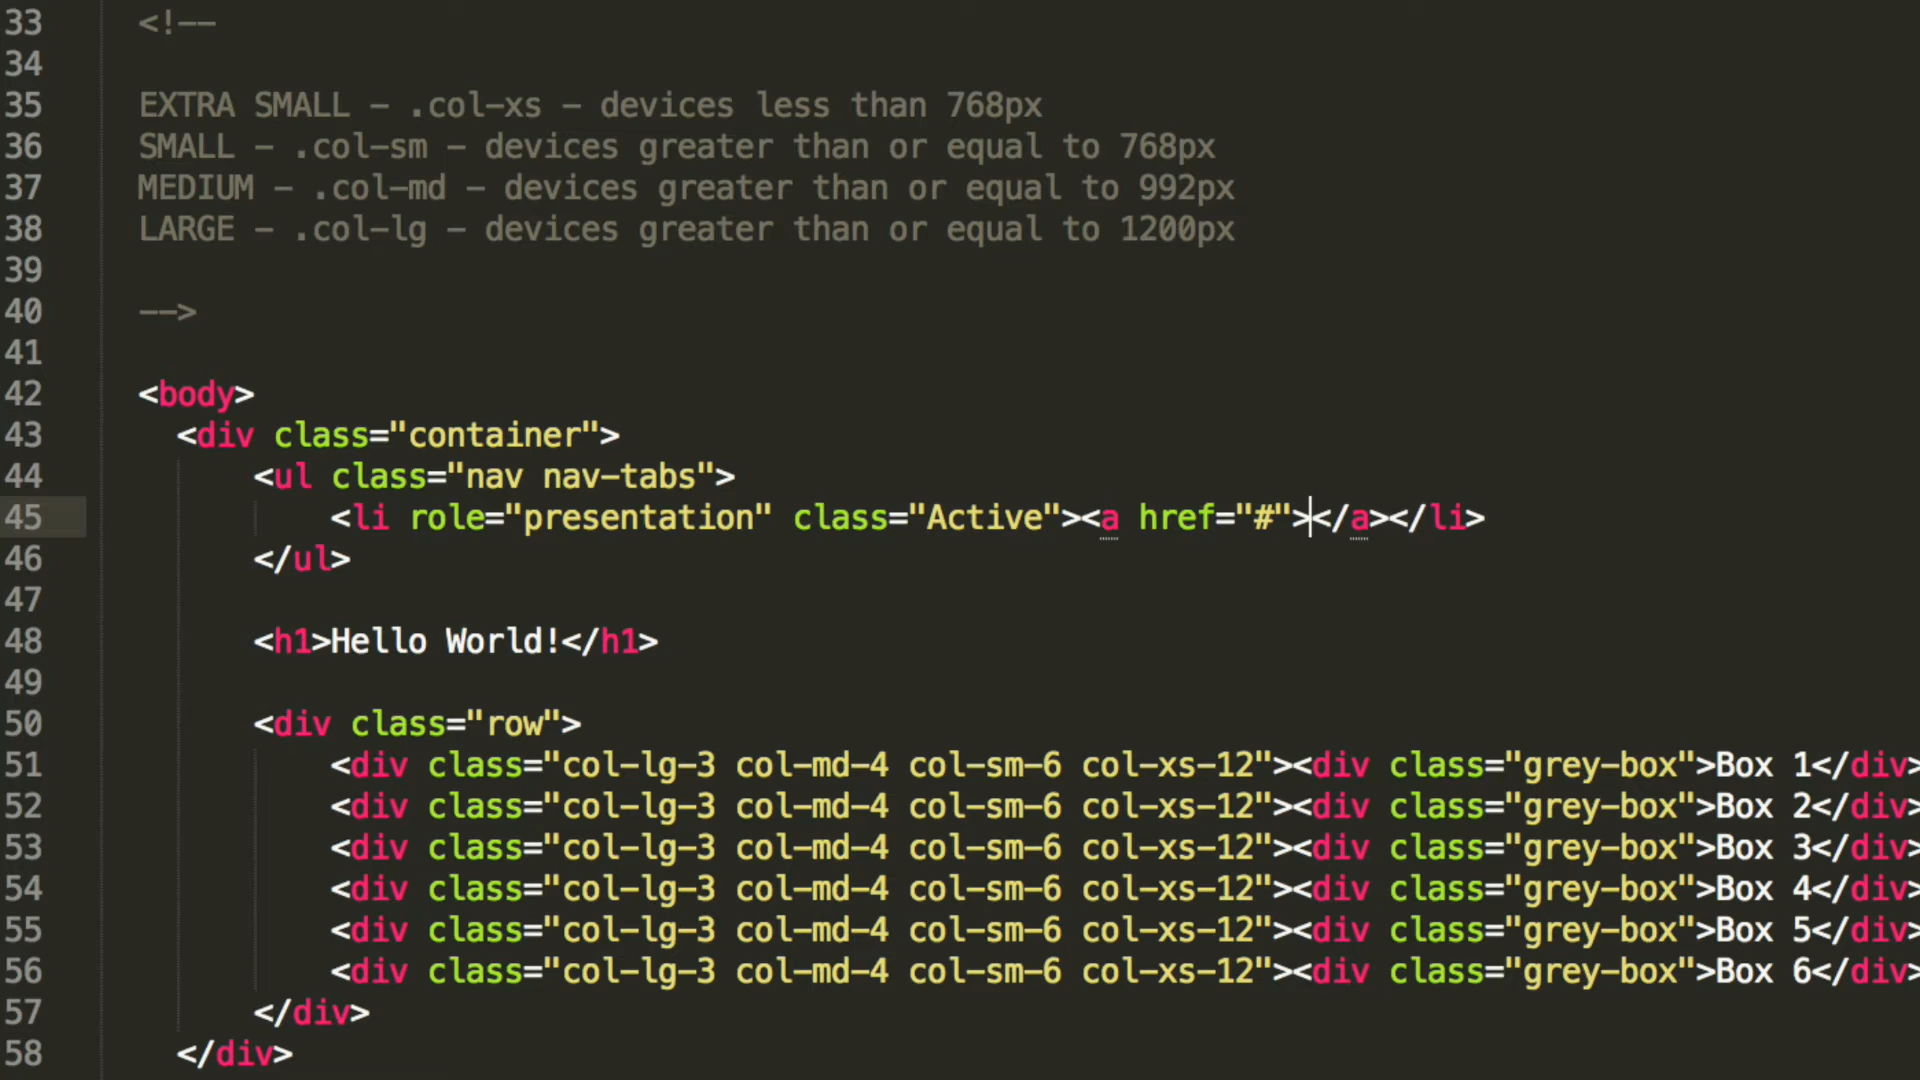 33 <!--
34
35 EXTRA SMALL - .col-xs - devices less than 768px
36 SMALL - .col-sm - devices greater than or equal to 768px
37 MEDIUM - .col-md - devices greater than or equal to 992px
38 LARGE - .col-lg - devices greater than or equal to 1200px
39
40 -->
41
42 <body>
43 <div class="container">
44 <ul class="nav nav-tabs">
45 <li role="presentation" class="Active"><a href="#"></a></li>
46 </ul>
47
48 <h1>Hello World!</h1>
49
50 <div class="row">
51 <div class="col-lg-3 col-md-4 col-sm-6 col-xs-12"><div class="grey-box">Box 1</div>
52 <div class="col-lg-3 col-md-4 col-sm-6 col-xs-12"><div class="grey-box">Box 2</div>
53 <div class="col-lg-3 col-md-4 col-sm-6 col-xs-12"><div class="grey-box">Box 3</div>
54 <div class="col-lg-3 col-md-4 col-sm-6 col-xs-12"><div class="grey-box">Box 4</div>
55 <div class="col-lg-3 col-md-4 col-sm-6 col-xs-12"><div class="grey-box">Box 5</div>
56 <div class="col-lg-3 col-md-4 col-sm-6 col-xs-12"><div class="grey-box">Box 6</div>
57 </div>
58 </div>